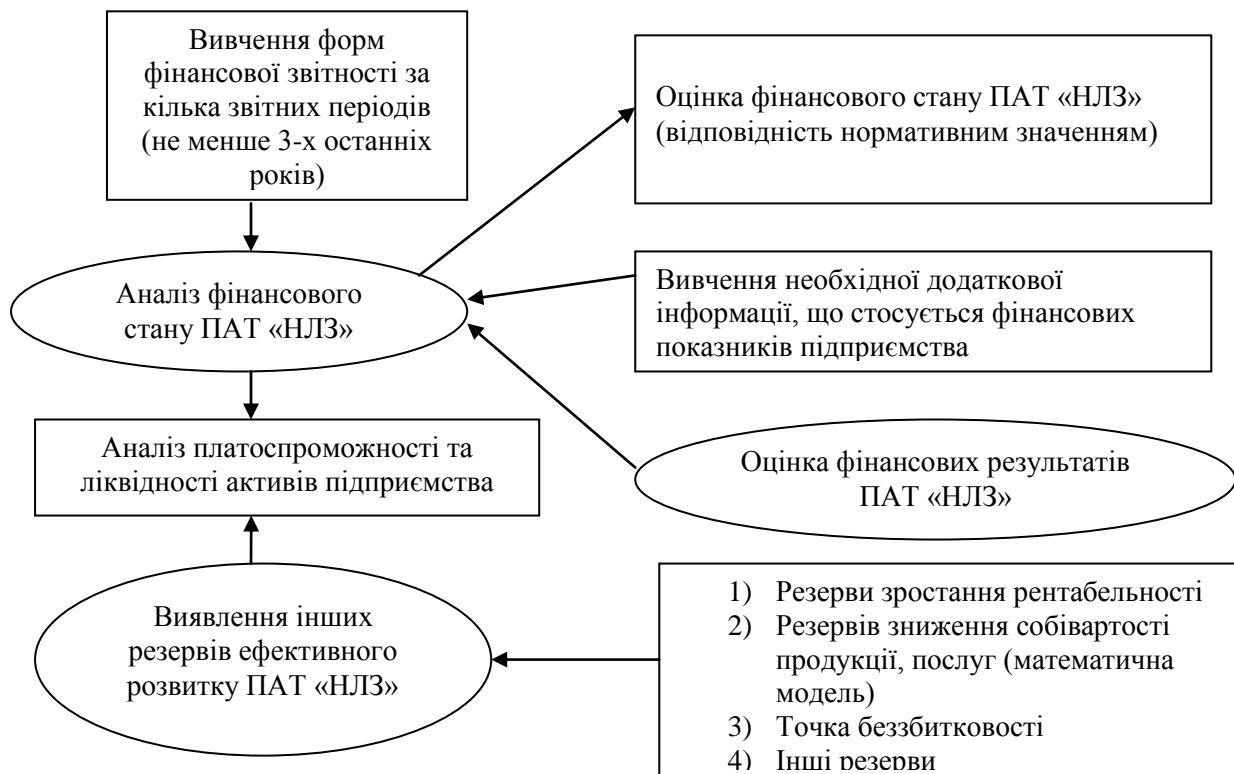 Вивчення форм
фінансової звітності за
кілька звітних періодів
(не менше 3-х останніх
років)
Оцінка фінансового стану ПАТ «НЛЗ»
(відповідність нормативним значенням)
Аналіз фінансового
стану ПАТ «НЛЗ»
Вивчення необхідної додаткової
інформації, що стосується фінансових
показників підприємства
Аналіз платоспроможності та
ліквідності активів підприємства
Оцінка фінансових результатів
ПАТ «НЛЗ»
Виявлення інших
резервів ефективного
розвитку ПАТ «НЛЗ»
1) Резерви зростання рентабельності
2) Резервів зниження собівартості
продукції, послуг (математична
модель)
3) Точка беззбитковості
4) Інші резерви